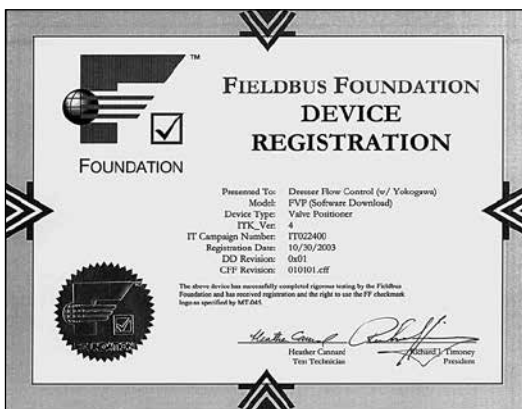 ™
FIELDBUS FOUNDATION
DEVICE
REGISTRATION
FOUNDATION
Presented To: Dresser Flow Control (w/ Yokogawa)
Model: FVP (Software Download)
Device Type: Valve Positioner
ITK_Ver: 4
IT Campaign Number: IT022400
Registration Date: 10/30/2003
DD Revision: 0x01
CFF Revision: 010101.cff
The above device has successfully completed rigorous testing by the Fieldbus
Foundation and has received registration and the right to use the FF checkmark
logo as specified by MT-045.
FOUNDATION
Heather Cannard
Richard J. Timoney
Test Technician
President